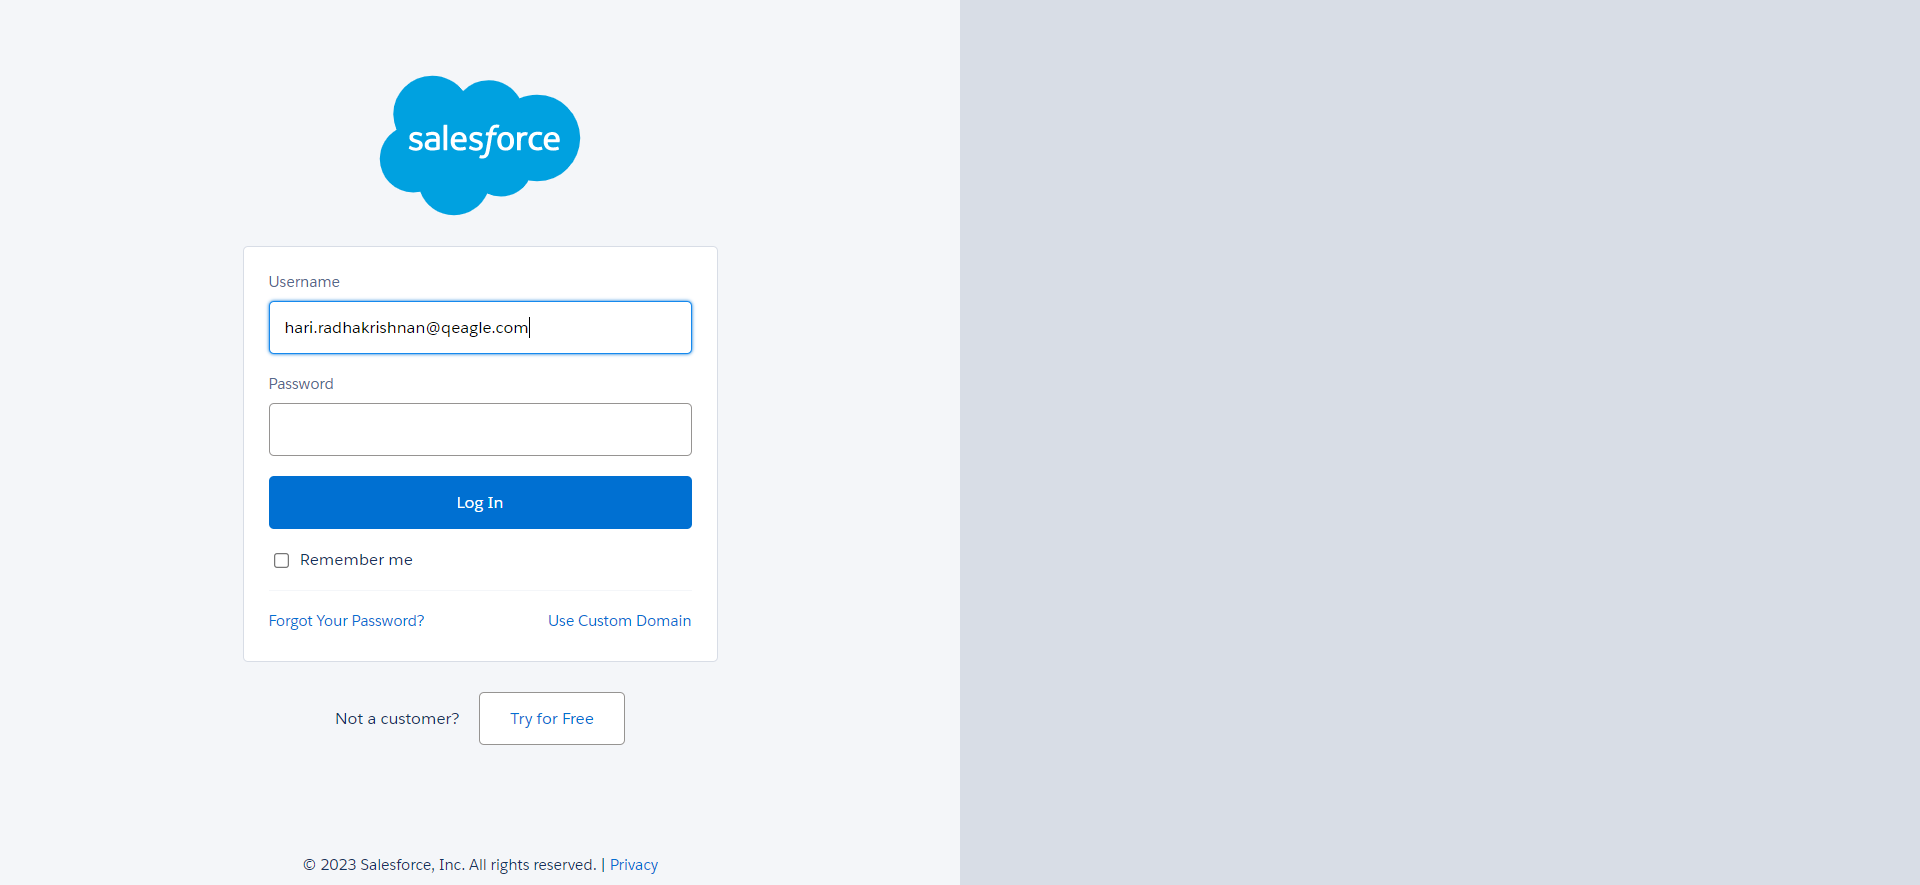 salesforce
Username
hari.radhakrishnan@qeagle.com
Password
Log In
Remember me
Forgot Your Password? Use Custom Domain
Not a customer? Try for Free
© 2023 Salesforce, Inc. All rights reserved. | Privacy